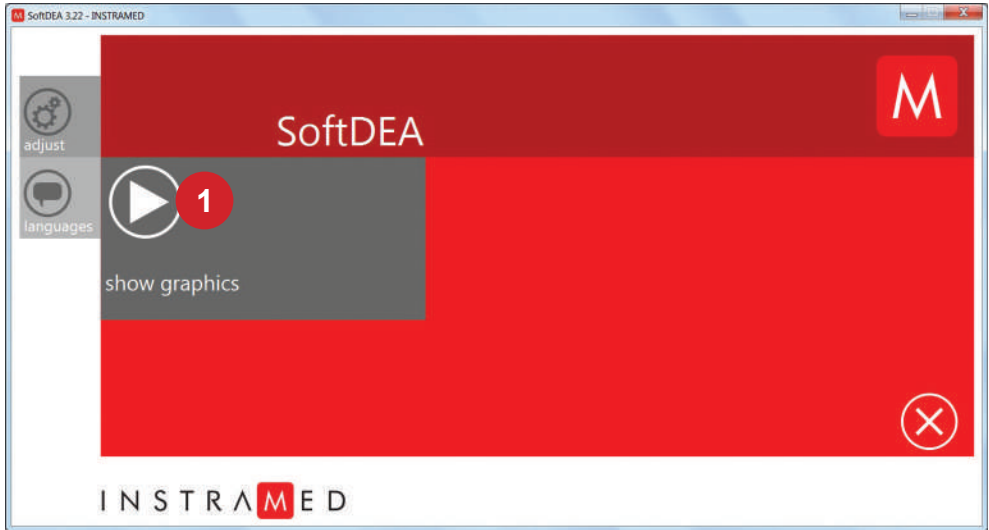 SoftDEA 3.22 - INSTRAMED
M
SoftDEA
adjust
1
languages
show graphics
INSTRAMED